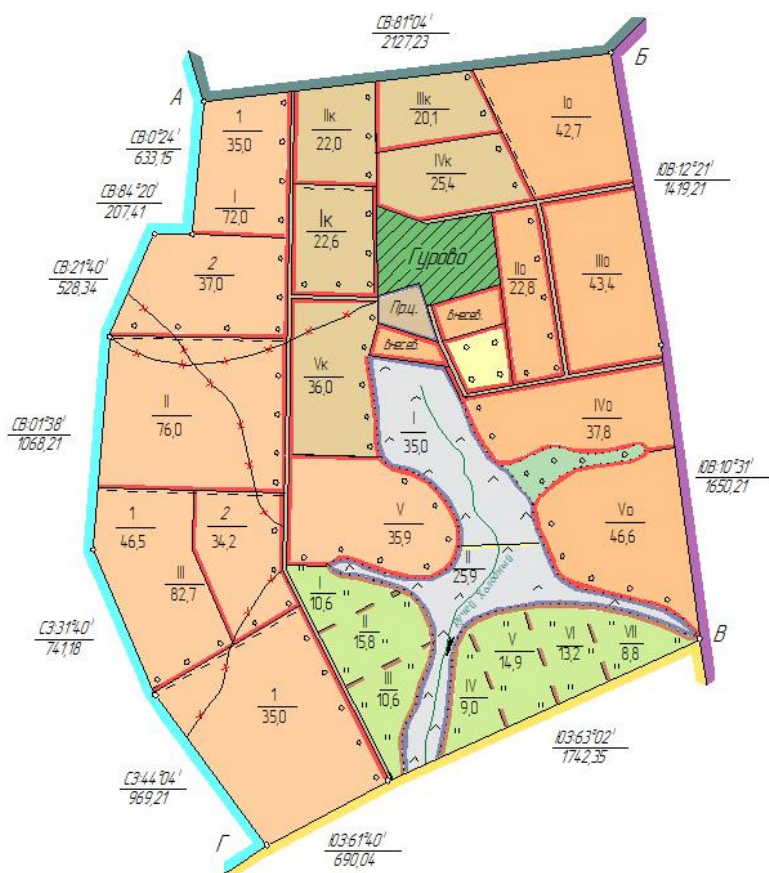 СВ:81°04'
2127,23
А
Б
1
35,0
IIк
22,0
IIIк
20,1
Iо
42,7
СВ:0°24'
633,15
IVк
25,4
ЮВ:12°21'
1419,21
СВ:84°20'
207,41
I
72,0
Iк
22,6
Гурово
IIо
22,8
IIIо
43,4
2
37,0
СВ:21°40'
528,34
Пр.ц.
Внесев.
Внесев.
Vк
36,0
II
76,0
I
35,0
IVо
37,8
СВ:01°38'
1068,21
ЮВ:10°31'
1650,21
1
46,5
2
34,2
V
35,9
Vо
46,6
II
25,9
III
82,7
I
10,6
Ручей Холодный
II
15,8
СЗ:31°40'
741,18
В
V
14,9
VI
13,2
VII
8,8
III
10,6
IV
9,0
1
35,0
ЮЗ:63°02'
1742,35
СЗ:44°04'
969,21
Г
ЮЗ:61°40'
690,04